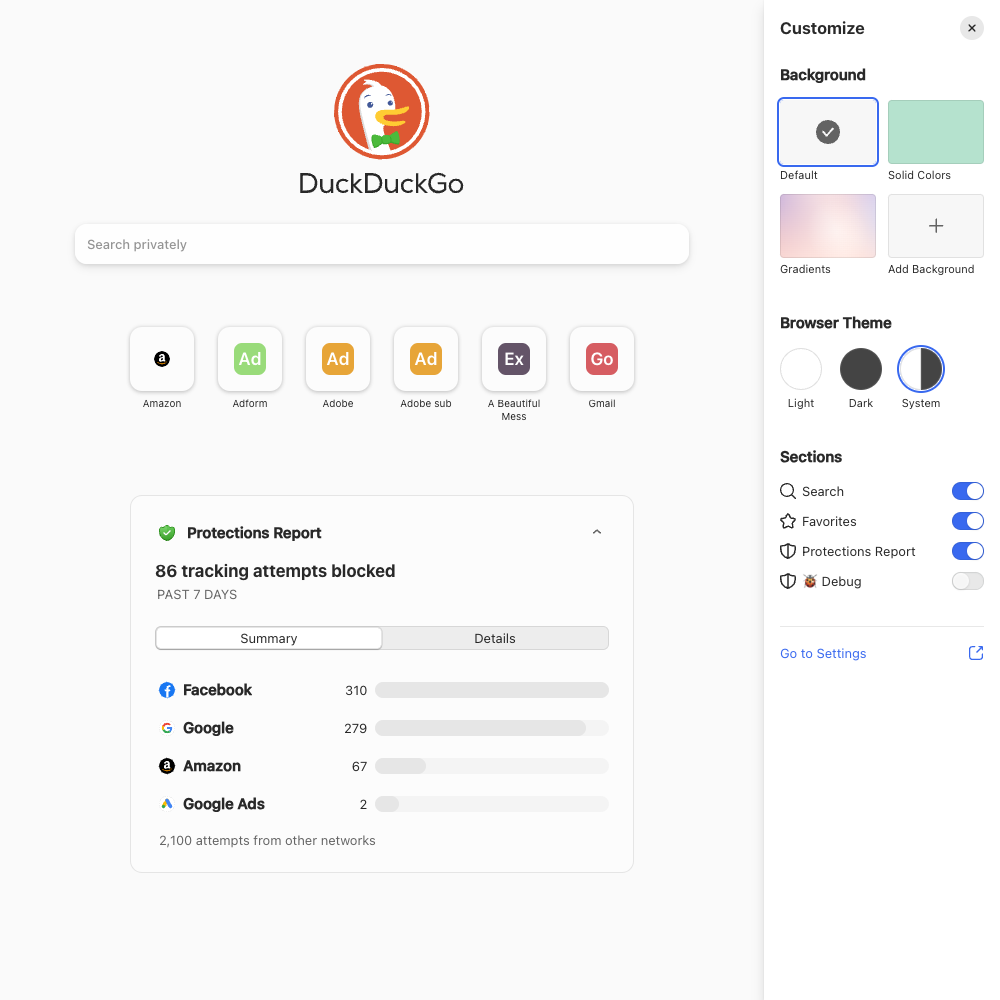 DuckDuckGo
Search privately
a
Amazon
Ad
Adform
Ad
Adobe
Ad
Adobe sub
Ex
A Beautiful
Mess
Go
Gmail
Protections Report
86 tracking attempts blocked
PAST 7 DAYS
Summary
Details
Facebook 310
Google 279
Amazon 67
Google Ads 2
2,100 attempts from other networks
Customize
Background
Default
Solid Colors
Gradients
Add Background
Browser Theme
Light
Dark
System
Sections
Search
Favorites
Protections Report
Debug
Go to Settings